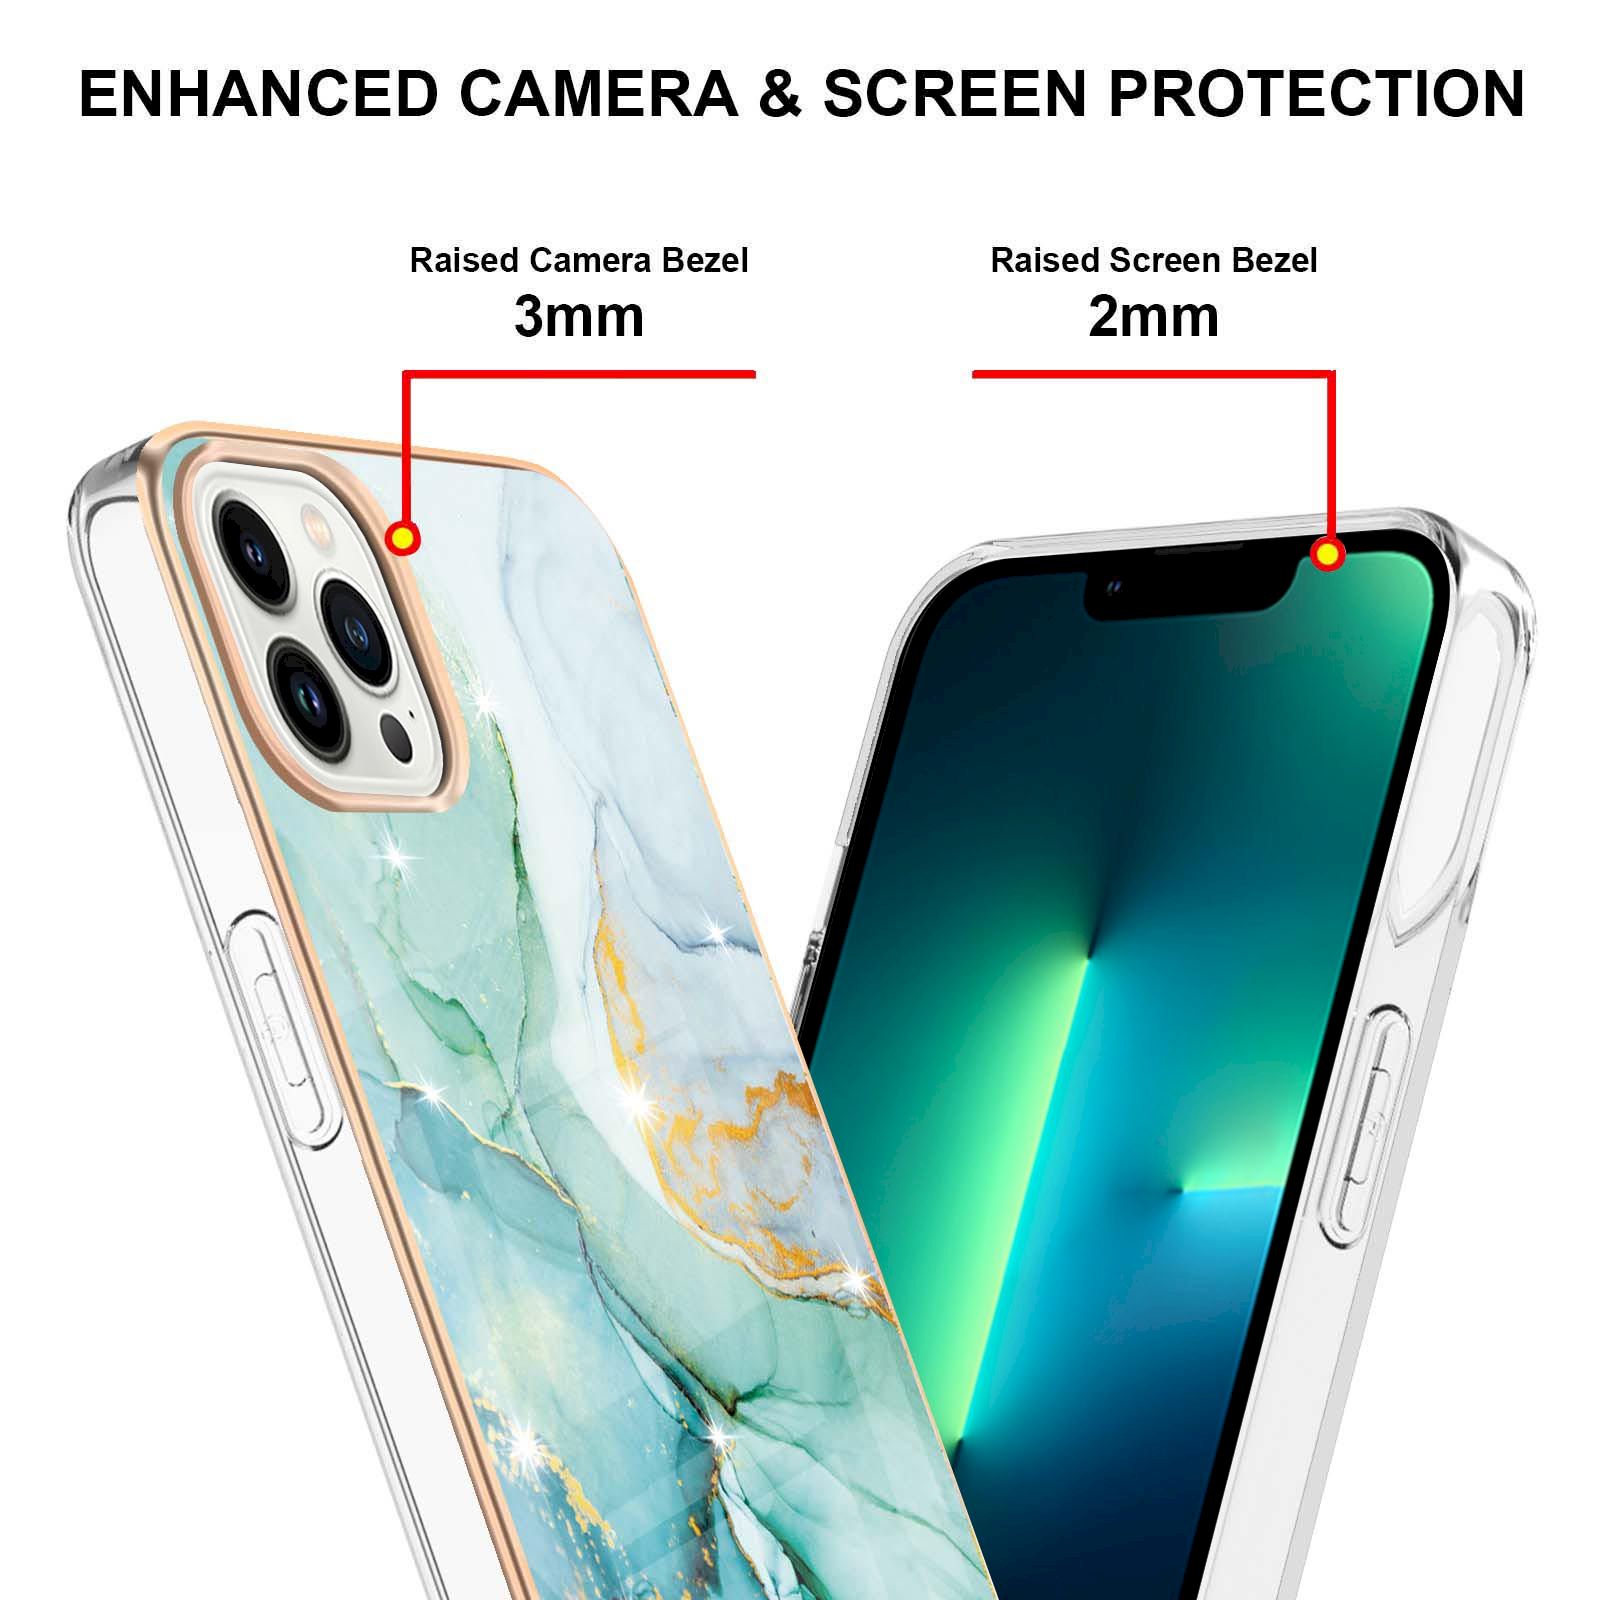 ENHANCED CAMERA & SCREEN PROTECTION
Raised Camera Bezel
3mm
Raised Screen Bezel
2mm